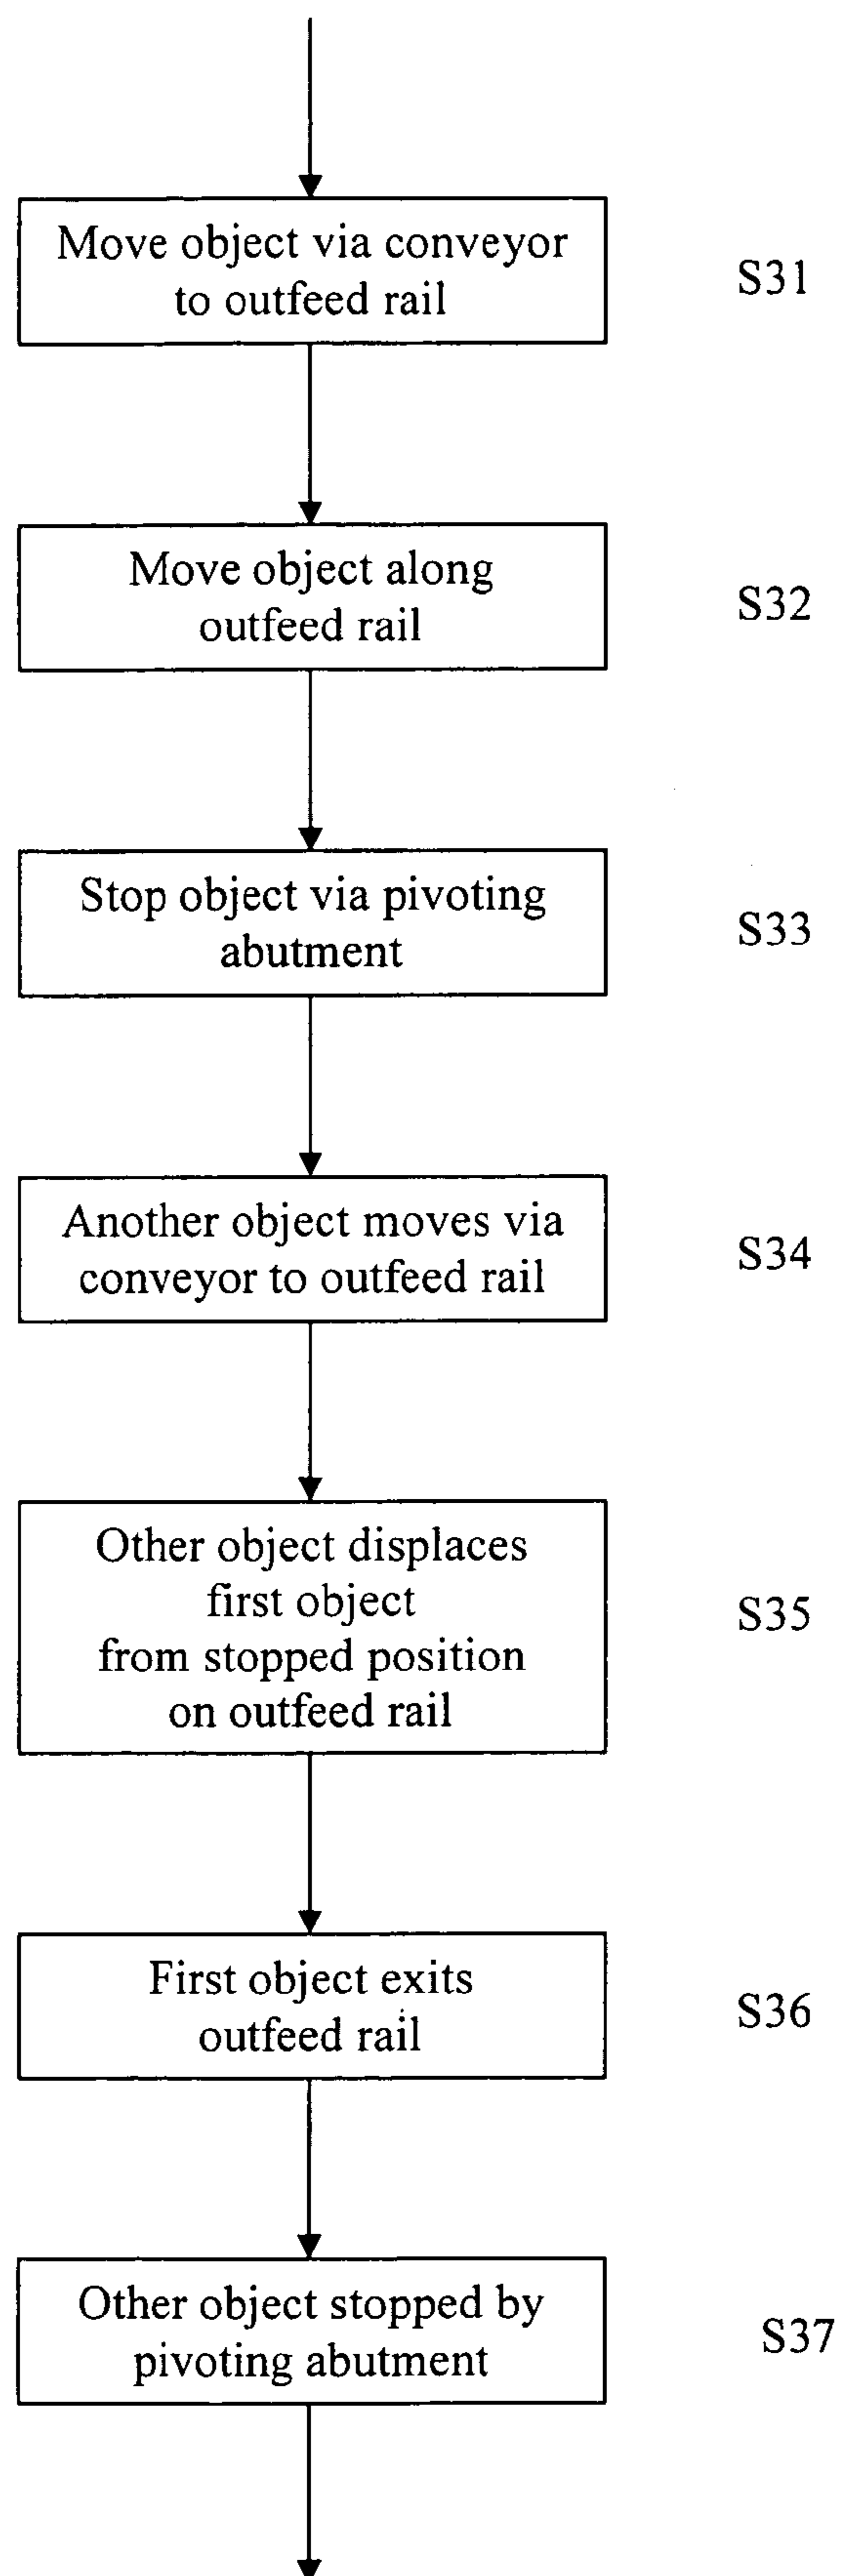 Move object via conveyor
to outfeed rail
S31
Move object along
outfeed rail
S32
Stop object via pivoting
abutment
S33
Another object moves via
conveyor to outfeed rail
S34
Other object displaces
first object
from stopped position
on outfeed rail
S35
First object exits
outfeed rail
S36
Other object stopped by
pivoting abutment
S37